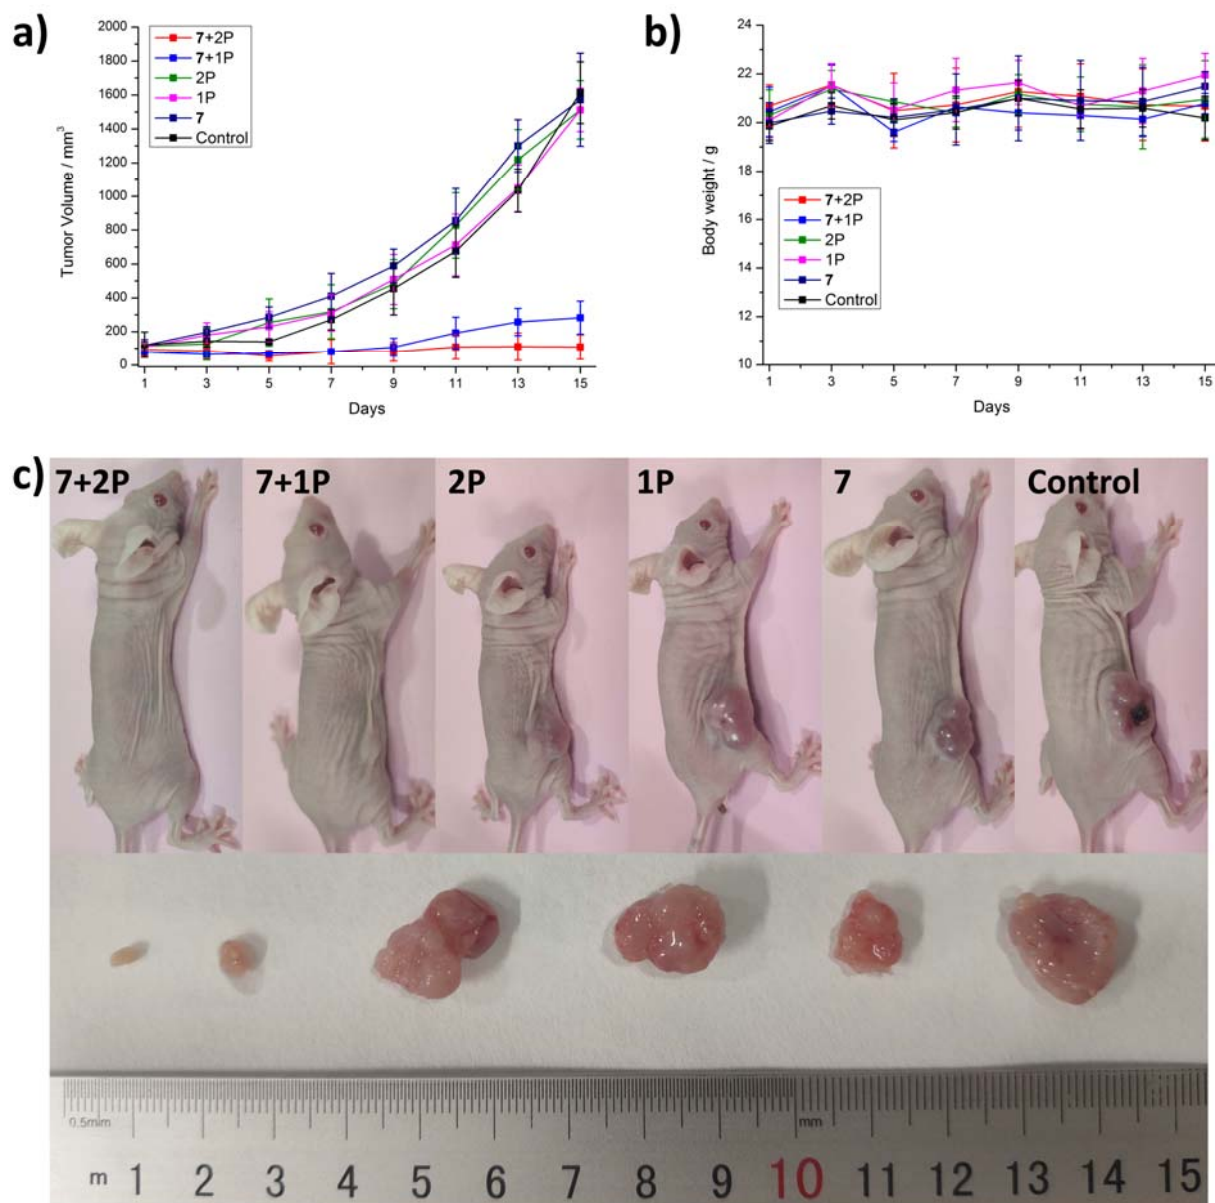 a)
2000
1800
1600
1400
1200
1000
800
600
400
200
0
Tumor Volume / mm³
7+2P
7+1P
2P
1P
7
Control
1 3 5 7 9 11 13 15
Days
b)
24
22
20
18
16
14
12
10
Body weight / g
7+2P
7+1P
2P
1P
7
Control
1 3 5 7 9 11 13 15
Days
c)
7+2P 7+1P 2P 1P 7 Control
0.5mm mm
m 1 2 3 4 5 6 7 8 9 10 11 12 13 14 15